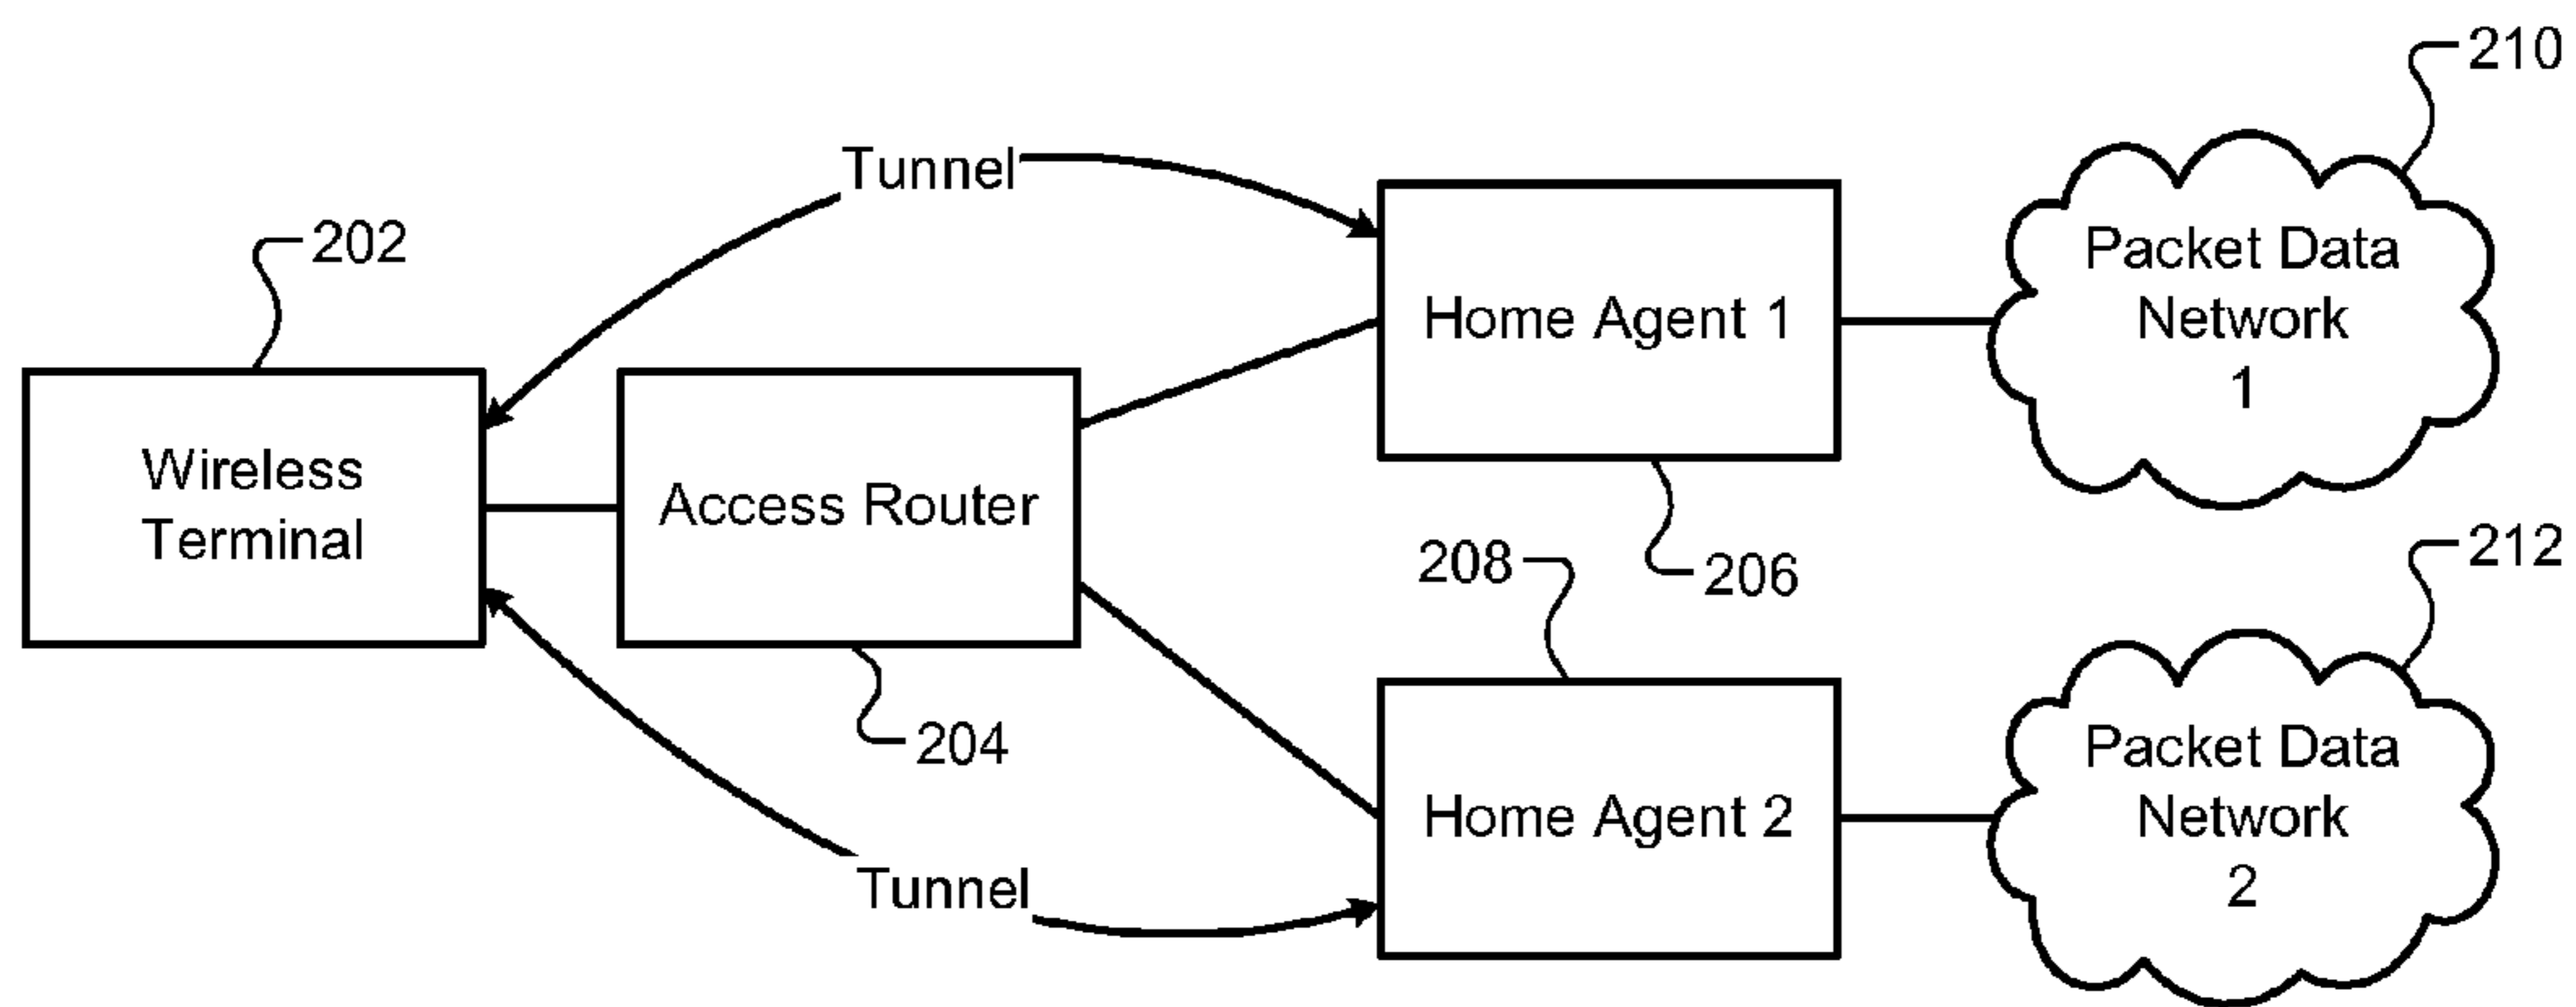 210
Tunnel
202
Packet Data
Network
1
Home Agent 1
Wireless
Terminal
Access Router
208
206
212
204
Packet Data
Network
2
Home Agent 2
Tunnel